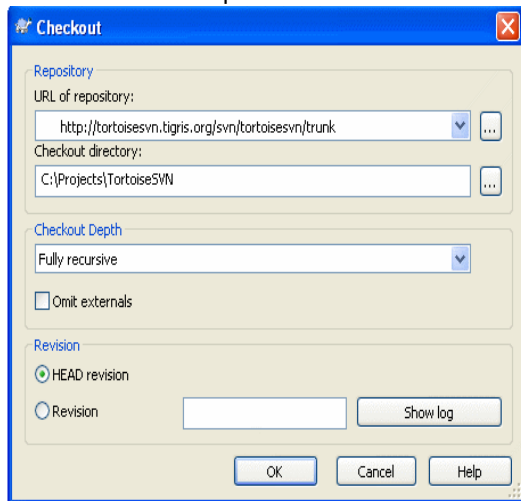 Checkout
Repository
URL of repository:
http://tortoisesvn.tigris.org/svn/tortoisesvn/trunk
...
Checkout directory:
C:\Projects\TortoiseSVN
...
Checkout Depth
Fully recursive
Omit externals
Revision
HEAD revision
Revision
Show log
OK Cancel Help